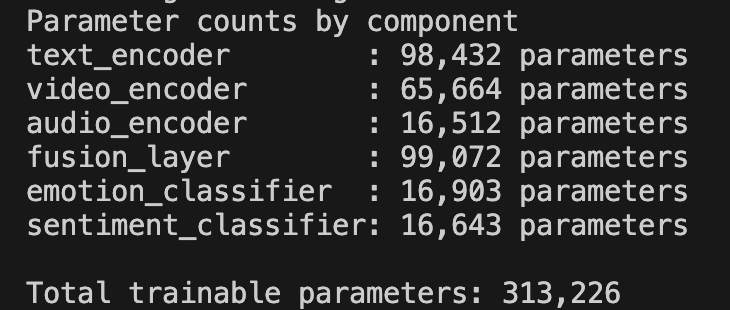 Parameter counts by component
text_encoder        : 98,432 parameters
video_encoder       : 65,664 parameters
audio_encoder       : 16,512 parameters
fusion_layer        : 99,072 parameters
emotion_classifier  : 16,903 parameters
sentiment_classifier: 16,643 parameters

Total trainable parameters: 313,226